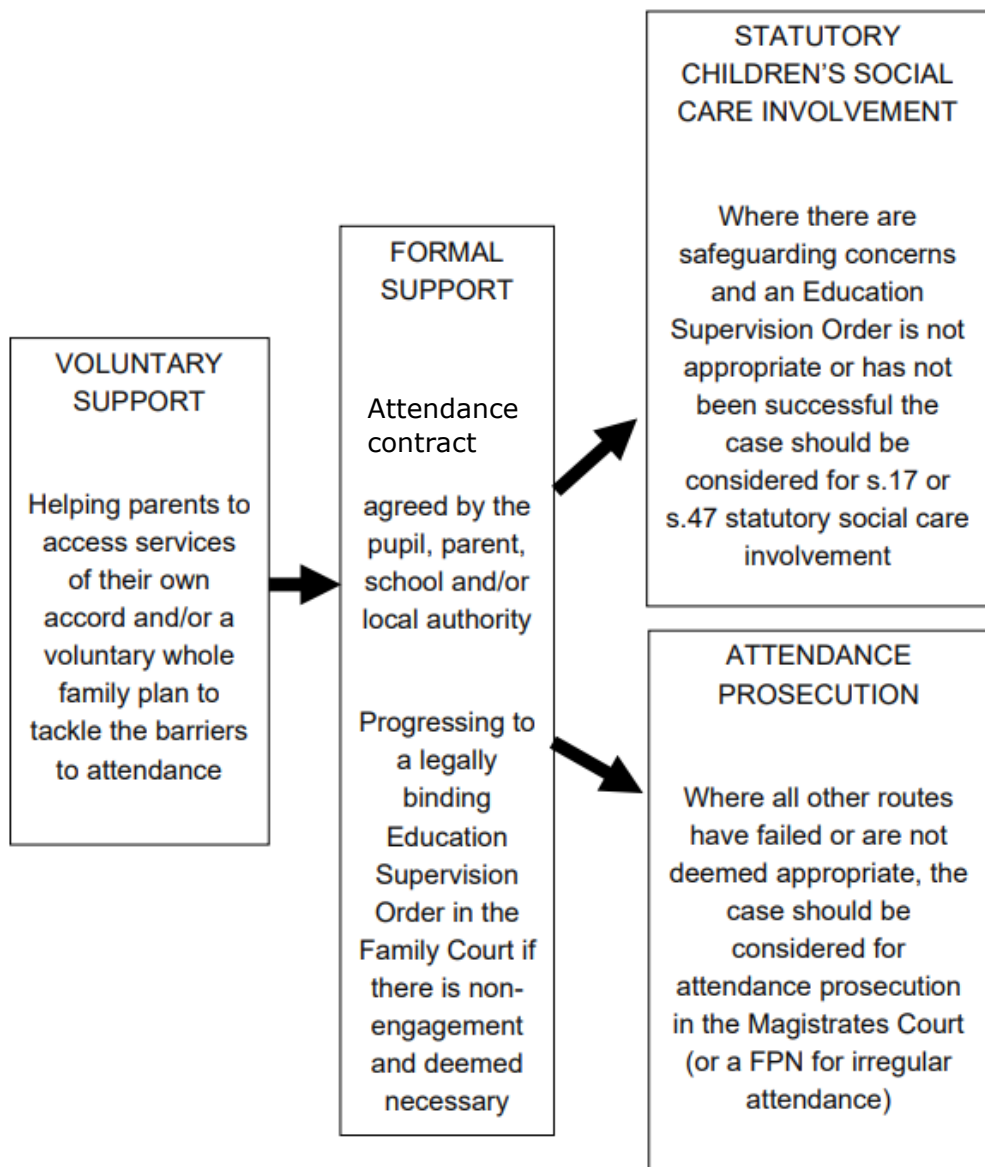 VOLUNTARY
SUPPORT
Helping parents to
access services
of their own
accord and/or a
voluntary whole
family plan to
tackle the barriers
to attendance
FORMAL
SUPPORT
Attendance
contract
agreed by the
pupil, parent,
school and/or
local authority
Progressing to
a legally
binding
Education
Supervision
Order in the
Family Court if
there is non-
engagement
and deemed
necessary
STATUTORY
CHILDREN’S SOCIAL
CARE INVOLVEMENT
Where there are
safeguarding concerns
and an Education
Supervision Order is not
appropriate or has not
been successful the
case should be
considered for s.17 or
s.47 statutory social care
involvement
ATTENDANCE
PROSECUTION
Where all other routes
have failed or are not
deemed appropriate, the
case should be
considered for
attendance prosecution
in the Magistrates Court
(or a FPN for irregular
attendance)